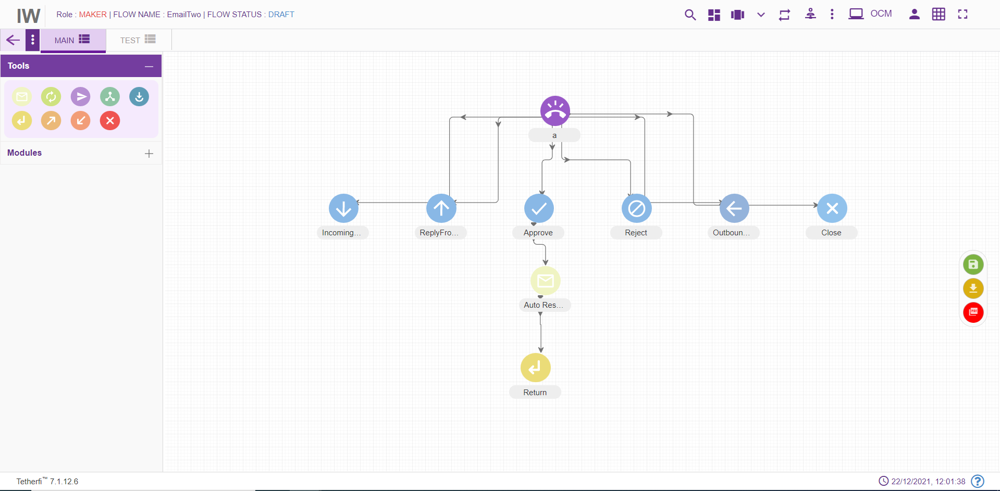 IW
Role : MAKER | FLOW NAME : EmailTwo | FLOW STATUS : DRAFT
OCM
MAIN
TEST
Tools
Modules
a
Incoming...
ReplyFro...
Approve
Reject
Outboun...
Close
Auto Res...
PDF
Return
Tetherfi™ 7.1.12.6
22/12/2021, 12:01:38
?